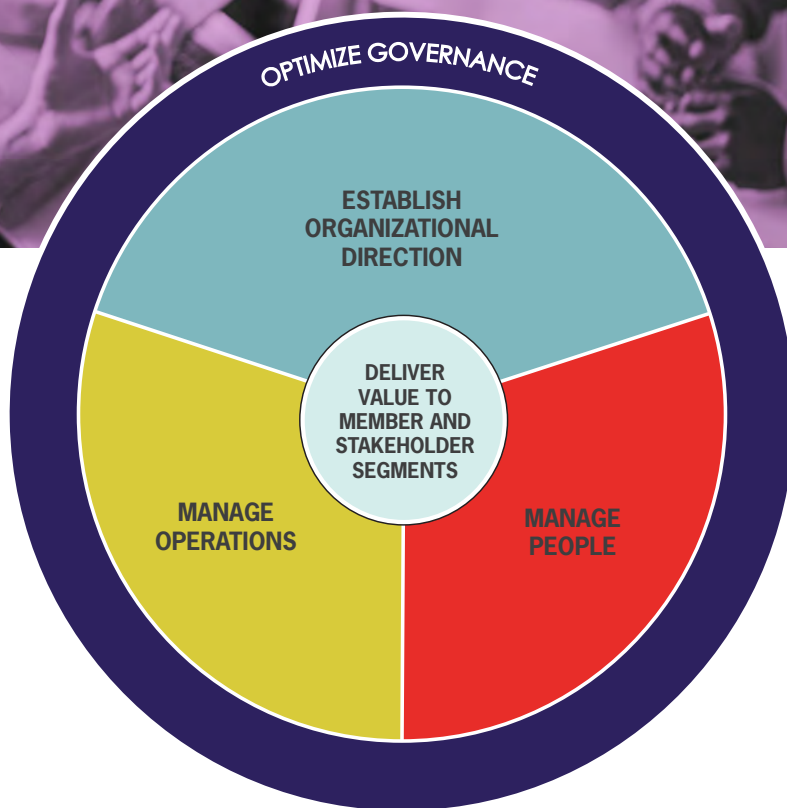 OPTIMIZE GOVERNANCE
ESTABLISH
ORGANIZATIONAL
DIRECTION
DELIVER
VALUE TO
MEMBER AND
STAKEHOLDER
SEGMENTS
MANAGE
OPERATIONS
MANAGE
PEOPLE